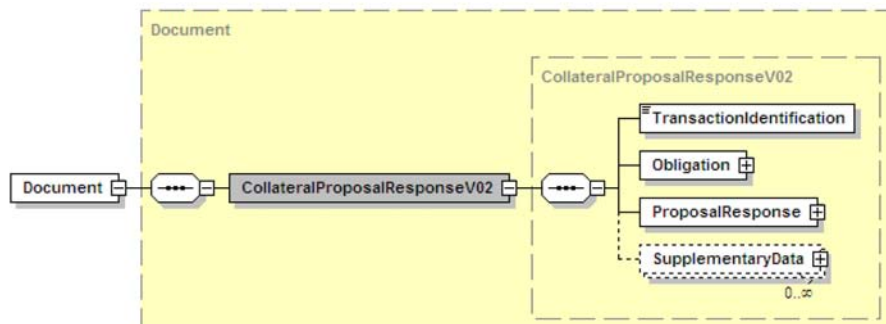 Document
CollateralProposalResponseV02
TransactionIdentification
Obligation
Document
CollateralProposalResponseV02
ProposalResponse
SupplementaryData
0..∞